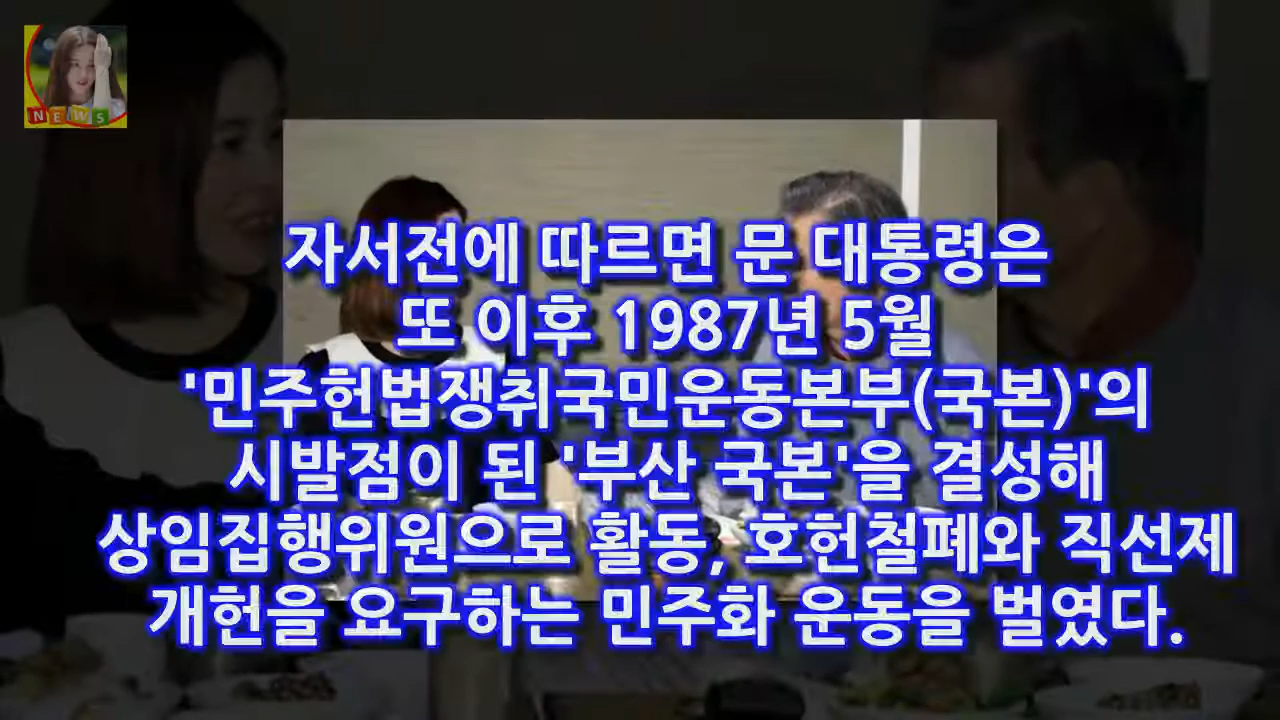 NEWS
자서전에 따르면 문 대통령은
또 이후 1987년 5월
'민주헌법쟁취국민운동본부(국본)'의
시발점이 된 '부산 국본'을 결성해
상임집행위원으로 활동, 호헌철폐와 직선제
개헌을 요구하는 민주화 운동을 벌였다.